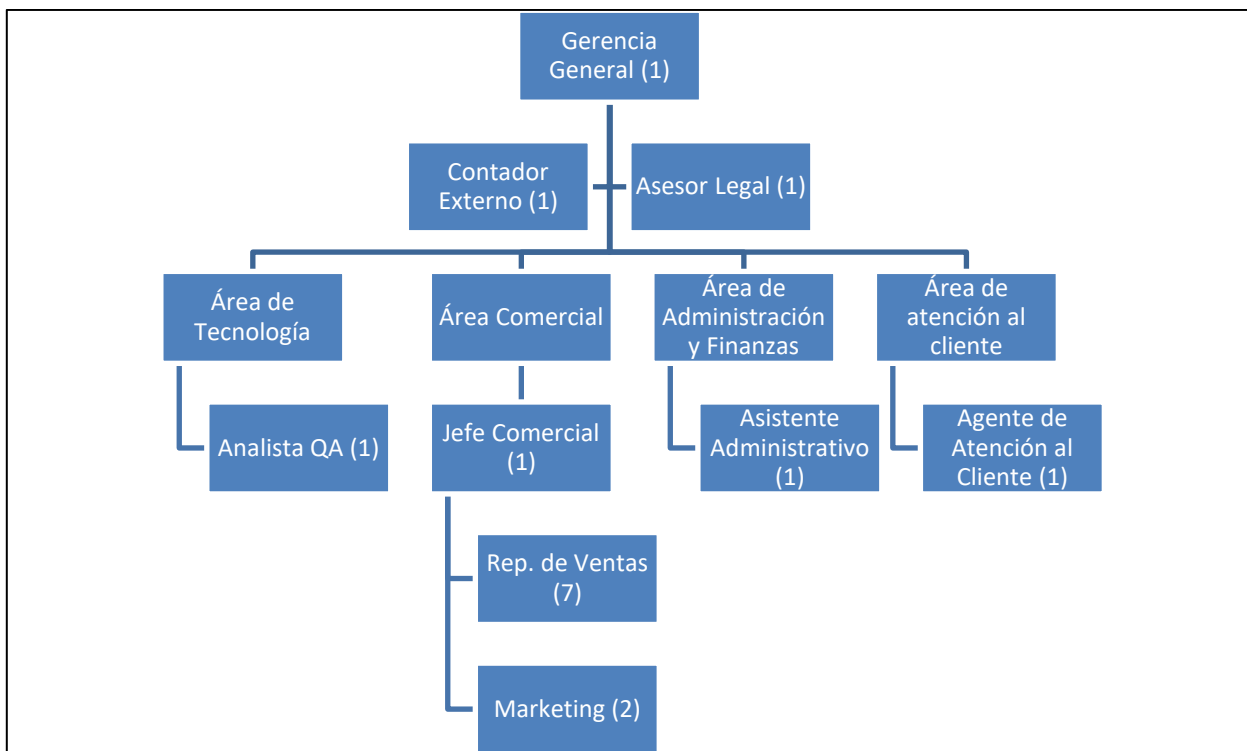 Gerencia
General (1)
Contador
Externo (1)
Asesor Legal (1)
Área de
Tecnología
Área Comercial
Área de
Administración
y Finanzas
Área de
atención al
cliente
Analista QA (1)
Jefe Comercial
(1)
Asistente
Administrativo
(1)
Agente de
Atención al
Cliente (1)
Rep. de Ventas
(7)
Marketing (2)